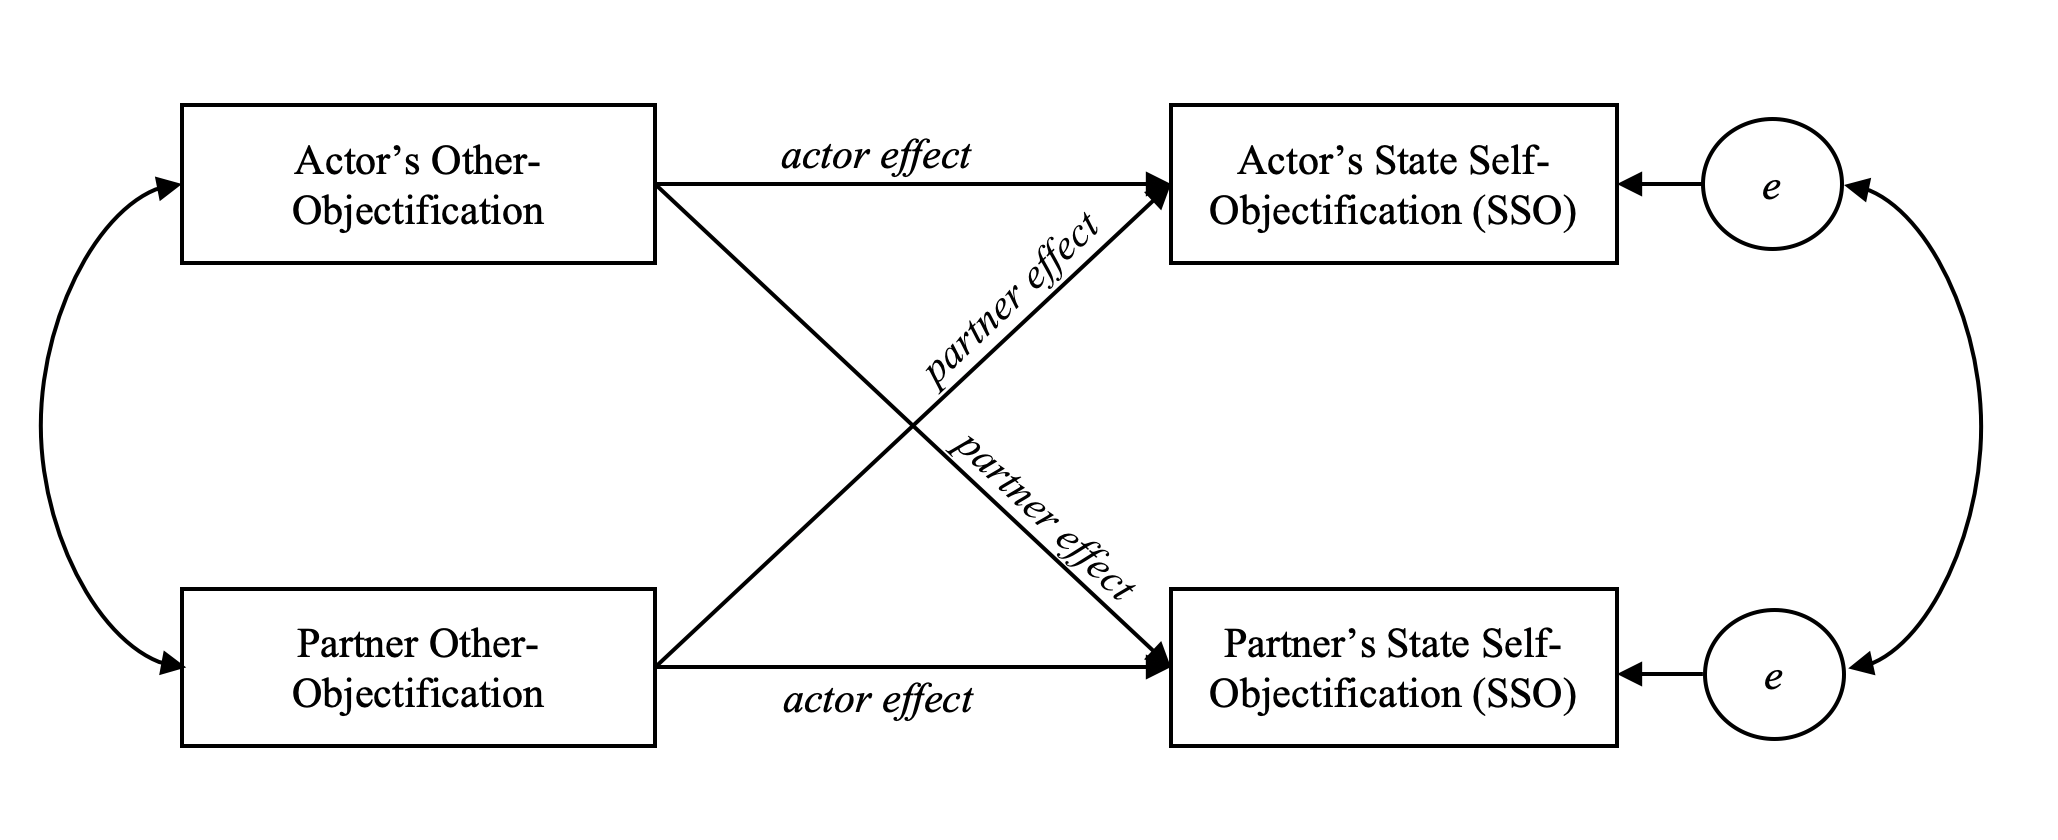 Actor’s Other-
Objectification
actor effect
Actor’s State Self-
Objectification (SSO)
e
partner effect
partner effect
Partner Other-
Objectification
actor effect
Partner’s State Self-
Objectification (SSO)
e